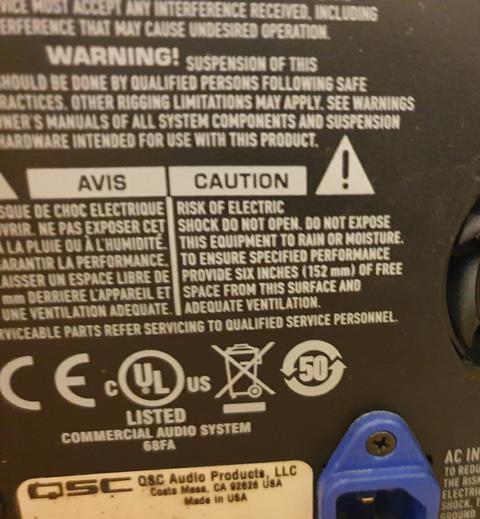 VICE MUST ACCEPT ANY INTERFERENCE RECEIVED, INCLUDING
ERFERENCE THAT MAY CAUSE UNDESIRED OPERATION.
WARNING! SUSPENSION OF THIS
HOULD BE DONE BY QUALIFIED PERSONS FOLLOWING SAFE
RACTICES. OTHER RIGGING LIMITATIONS MAY APPLY. SEE WARNINGS
NER'S MANUALS OF ALL SYSTEM COMPONENTS AND SUSPENSION
HARDWARE INTENDED FOR USE WITH THIS PRODUCT.
AVIS
SQUE DE CHOC ELECTRIQUE
VRIR. NE PAS EXPOSER CET
À LA PLUIE OU À L'HUMIDITÉ.
ARANTIR LA PERFORMANCE.
AISSER UN ESPACE LIBRE DE
mm DERRIERE L'APPAREIL ET
UNE VENTILATION ADEQUATE.
CAUTION
RISK OF ELECTRIC
SHOCK DO NOT OPEN. DO NOT EXPOSE
THIS EQUIPMENT TO RAIN OR MOISTURE.
TO ENSURE SPECIFIED PERFORMANCE
PROVIDE SIX INCHES (152 mm) OF FREE
SPACE FROM THIS SURFACE AND
ADEQUATE VENTILATION.
RVICEABLE PARTS REFER SERVICING TO QUALIFIED SERVICE PERSONNEL.
CE c UL US 50
LISTED
COMMERCIAL AUDIO SYSTEM
68FA
QSC QSC Audio Products, LLC
Costa Mesa, CA 92626 USA
Made in USA
AC IN
TO REDU
THE RIS
ELECTRI
SHOCK, T
GROUND